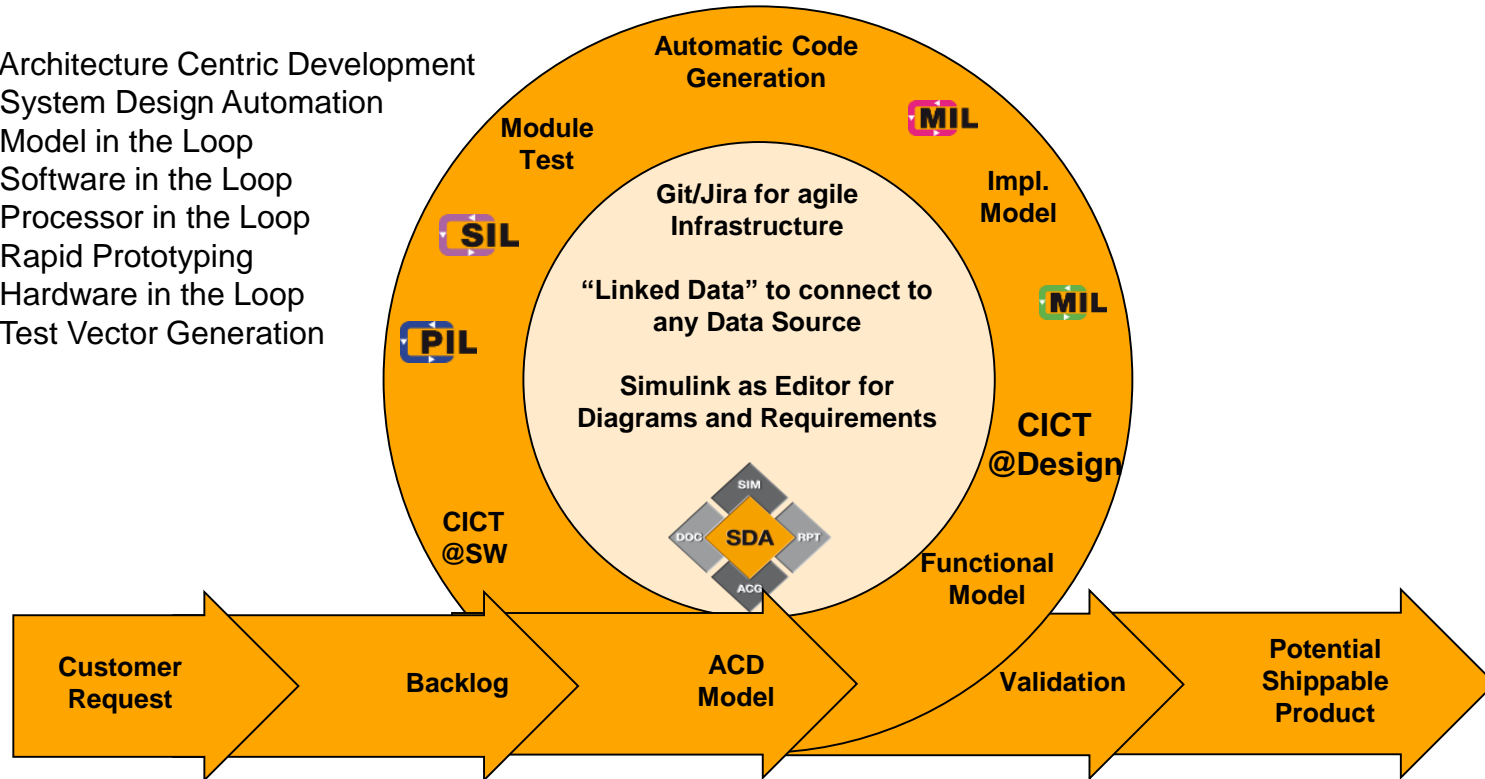 Architecture Centric Development
System Design Automation
Model in the Loop
Software in the Loop
Processor in the Loop
Rapid Prototyping
Hardware in the Loop
Test Vector Generation
Automatic Code
Generation
Module
Test
MIL
Impl.
Model
SIL
MIL
PIL
Git/Jira for agile
Infrastructure
“Linked Data” to connect to
any Data Source
Simulink as Editor for
Diagrams and Requirements
CICT
@Design
SIM
DOC
SDA
RPT
ACG
CICT
@SW
Functional
Model
Customer
Request
Backlog
ACD
Model
Validation
Potential
Shippable
Product